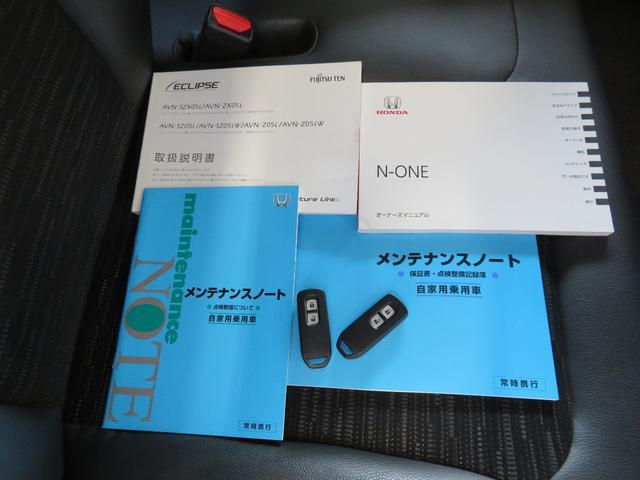 PRESS
ECLIPSE
FUJITSU TEN
AVN-SZX05i/AVN-ZX05i
AVN-SZ05i/AVN-SZ05iW/AVN-Z05i/AVN-Z05iW
取扱説明書
ture Link
HONDA
N-ONE
オーナーズマニュアル
maintenance
NOTE
メンテナンスノート
点検整備について
自家用乗用車
常時携行
メンテナンスノート
保証書・点検整備記録簿
自家用乗用車
常時携行